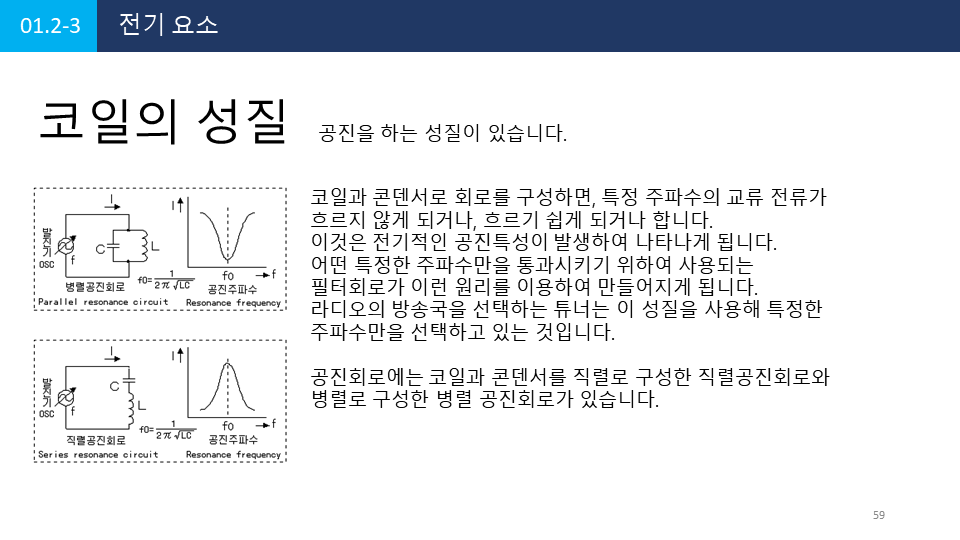 01.2-3 전기 요소
코일의 성질
공진을 하는 성질이 있습니다.
I
발진기
OSC
f
C
L
병렬공진회로
f0=1/2π√LC
Parallel resonance circuit
I
f0
f
공진주파수
Resonance frequency
I
발진기
OSC
f
C
L
직렬공진회로
f0=1/2π√LC
Series resonance circuit
I
f0
f
공진주파수
Resonance frequency
코일과 콘덴서로 회로를 구성하면, 특정 주파수의 교류 전류가
흐르지 않게 되거나, 흐르기 쉽게 되거나 합니다.
이것은 전기적인 공진특성이 발생하여 나타나게 됩니다.
어떤 특정한 주파수만을 통과시키기 위하여 사용되는
필터회로가 이런 원리를 이용하여 만들어지게 됩니다.
라디오의 방송국을 선택하는 튜너는 이 성질을 사용해 특정한
주파수만을 선택하고 있는 것입니다.
공진회로에는 코일과 콘덴서를 직렬로 구성한 직렬공진회로와
병렬로 구성한 병렬 공진회로가 있습니다.
59